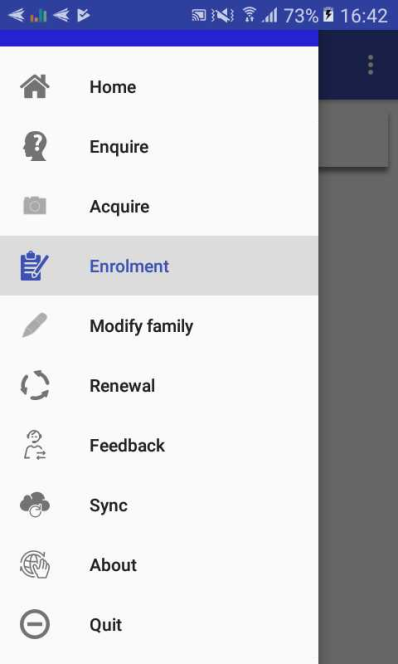 73% 16:42
Home
Enquire
Acquire
Enrolment
Modify family
Renewal
Feedback
Sync
About
Quit